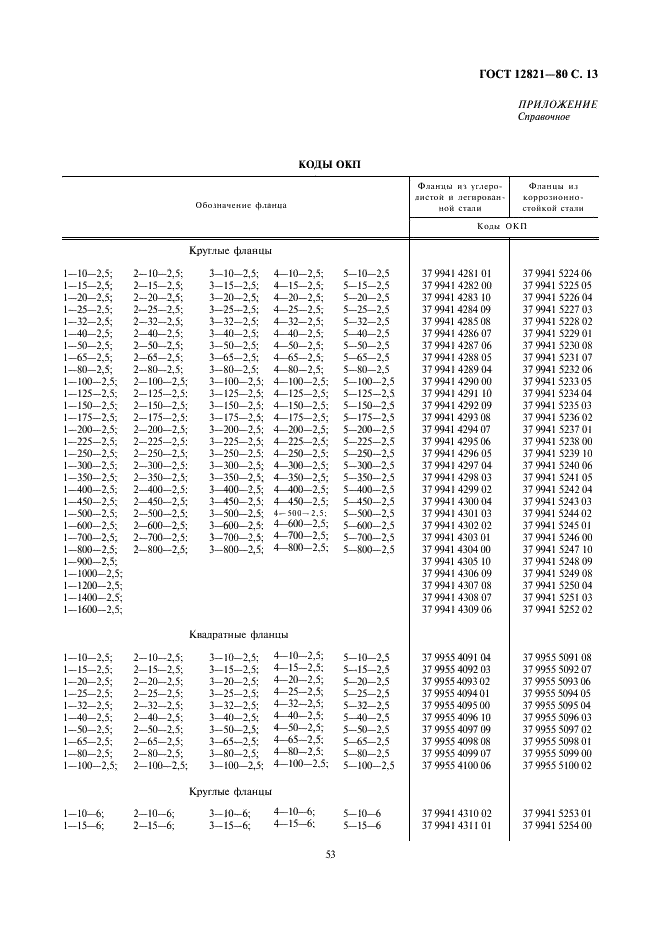 ГОСТ 12821—80 С. 13
ПРИЛОЖЕНИЕ
Справочное
КОДЫ ОКП
Обозначение фланца
Фланцы из углеро-
дистой и легирован-
ной стали
Фланцы из
коррозионно-
стойкой стали
Коды ОКП
Круглые фланцы
1—10—2,5; 2—10—2,5; 3—10—2,5; 4—10—2,5; 5—10—2,5 37 9941 4281 01 37 9941 5224 06
1—15—2,5; 2—15—2,5; 3—15—2,5; 4—15—2,5; 5—15—2,5 37 9941 4282 00 37 9941 5225 05
1—20—2,5; 2—20—2,5; 3—20—2,5; 4—20—2,5; 5—20—2,5 37 9941 4283 10 37 9941 5226 04
1—25—2,5; 2—25—2,5; 3—25—2,5; 4—25—2,5; 5—25—2,5 37 9941 4284 09 37 9941 5227 03
1—32—2,5; 2—32—2,5; 3—32—2,5; 4—32—2,5; 5—32—2,5 37 9941 4285 08 37 9941 5228 02
1—40—2,5; 2—40—2,5; 3—40—2,5; 4—40—2,5; 5—40—2,5 37 9941 4286 07 37 9941 5229 01
1—50—2,5; 2—50—2,5; 3—50—2,5; 4—50—2,5; 5—50—2,5 37 9941 4287 06 37 9941 5230 08
1—65—2,5; 2—65—2,5; 3—65—2,5; 4—65—2,5; 5—65—2,5 37 9941 4288 05 37 9941 5231 07
1—80—2,5; 2—80—2,5; 3—80—2,5; 4—80—2,5; 5—80—2,5 37 9941 4289 04 37 9941 5232 06
1—100—2,5; 2—100—2,5; 3—100—2,5; 4—100—2,5; 5—100—2,5 37 9941 4290 00 37 9941 5233 05
1—125—2,5; 2—125—2,5; 3—125—2,5; 4—125—2,5; 5—125—2,5 37 9941 4291 10 37 9941 5234 04
1—150—2,5; 2—150—2,5; 3—150—2,5; 4—150—2,5; 5—150—2,5 37 9941 4292 09 37 9941 5235 03
1—175—2,5; 2—175—2,5; 3—175—2,5; 4—175—2,5; 5—175—2,5 37 9941 4293 08 37 9941 5236 02
1—200—2,5; 2—200—2,5; 3—200—2,5; 4—200—2,5; 5—200—2,5 37 9941 4294 07 37 9941 5237 01
1—225—2,5; 2—225—2,5; 3—225—2,5; 4—225—2,5; 5—225—2,5 37 9941 4295 06 37 9941 5238 00
1—250—2,5; 2—250—2,5; 3—250—2,5; 4—250—2,5; 5—250—2,5 37 9941 4296 05 37 9941 5239 10
1—300—2,5; 2—300—2,5; 3—300—2,5; 4—300—2,5; 5—300—2,5 37 9941 4297 04 37 9941 5240 06
1—350—2,5; 2—350—2,5; 3—350—2,5; 4—350—2,5; 5—350—2,5 37 9941 4298 03 37 9941 5241 05
1—400—2,5; 2—400—2,5; 3—400—2,5; 4—400—2,5; 5—400—2,5 37 9941 4299 02 37 9941 5242 04
1—450—2,5; 2—450—2,5; 3—450—2,5; 4—450—2,5; 5—450—2,5 37 9941 4300 04 37 9941 5243 03
1—500—2,5; 2—500—2,5; 3—500—2,5; 4—500—2,5; 5—500—2,5 37 9941 4301 03 37 9941 5244 02
1—600—2,5; 2—600—2,5; 3—600—2,5; 4—600—2,5; 5—600—2,5 37 9941 4302 02 37 9941 5245 01
1—700—2,5; 2—700—2,5; 3—700—2,5; 4—700—2,5; 5—700—2,5 37 9941 4303 01 37 9941 5246 00
1—800—2,5; 2—800—2,5; 3—800—2,5; 4—800—2,5; 5—800—2,5 37 9941 4304 00 37 9941 5247 10
1—900—2,5; 37 9941 4305 10 37 9941 5248 09
1—1000—2,5; 37 9941 4306 09 37 9941 5249 08
1—1200—2,5; 37 9941 4307 08 37 9941 5250 04
1—1400—2,5; 37 9941 4308 07 37 9941 5251 03
1—1600—2,5; 37 9941 4309 06 37 9941 5252 02
Квадратные фланцы
1—10—2,5; 2—10—2,5; 3—10—2,5; 4—10—2,5; 5—10—2,5 37 9955 4091 04 37 9955 5091 08
1—15—2,5; 2—15—2,5; 3—15—2,5; 4—15—2,5; 5—15—2,5 37 9955 4092 03 37 9955 5092 07
1—20—2,5; 2—20—2,5; 3—20—2,5; 4—20—2,5; 5—20—2,5 37 9955 4093 02 37 9955 5093 06
1—25—2,5; 2—25—2,5; 3—25—2,5; 4—25—2,5; 5—25—2,5 37 9955 4094 01 37 9955 5094 05
1—32—2,5; 2—32—2,5; 3—32—2,5; 4—32—2,5; 5—32—2,5 37 9955 4095 00 37 9955 5095 04
1—40—2,5; 2—40—2,5; 3—40—2,5; 4—40—2,5; 5—40—2,5 37 9955 4096 10 37 9955 5096 03
1—50—2,5; 2—50—2,5; 3—50—2,5; 4—50—2,5; 5—50—2,5 37 9955 4097 09 37 9955 5097 02
1—65—2,5; 2—65—2,5; 3—65—2,5; 4—65—2,5; 5—65—2,5 37 9955 4098 08 37 9955 5098 01
1—80—2,5; 2—80—2,5; 3—80—2,5; 4—80—2,5; 5—80—2,5 37 9955 4099 07 37 9955 5099 00
1—100—2,5; 2—100—2,5; 3—100—2,5; 4—100—2,5; 5—100—2,5 37 9955 4100 06 37 9955 5100 02
Круглые фланцы
1—10—6; 2—10—6; 3—10—6; 4—10—6; 5—10—6 37 9941 4310 02 37 9941 5253 01
1—15—6; 2—15—6; 3—15—6; 4—15—6; 5—15—6 37 9941 4311 01 37 9941 5254 00
53